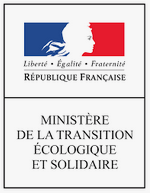 Liberté • Égalité • Fraternité
RÉPUBLIQUE FRANÇAISE
MINISTÈRE
DE LA TRANSITION
ÉCOLOGIQUE
ET SOLIDAIRE